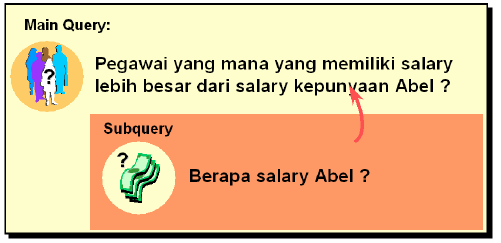 Main Query:
?
Pegawai yang mana yang memiliki salary
lebih besar dari salary kepunyaan Abel ?
Subquery
?
Berapa salary Abel ?